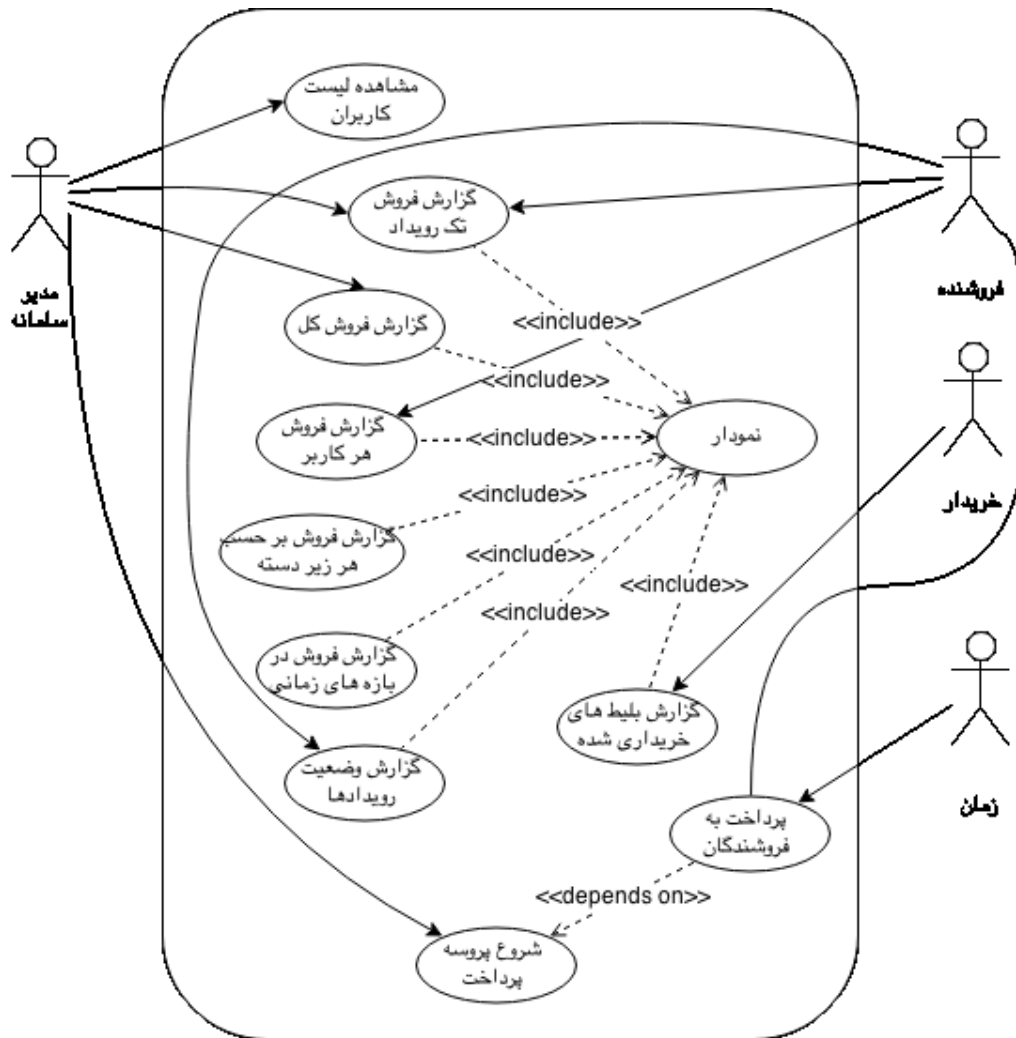 مشاهده لیست
کاربران
گزارش فروش
تک رویداد
مدیر
سامانه
فروشنده
گزارش فروش کل
<<include>>
<<include>>
گزارش فروش
هر کاربر
<<include>>
نمودار
<<include>>
خریدار
گزارش فروش بر حسب
هر زیر دسته
<<include>>
<<include>>
<<include>>
گزارش فروش در
بازه های زمانی
گزارش بلیط های
خریداری شده
گزارش وضعیت
رویدادها
زمان
پرداخت به
فروشندگان
<<depends on>>
شروع پروسه
پرداخت